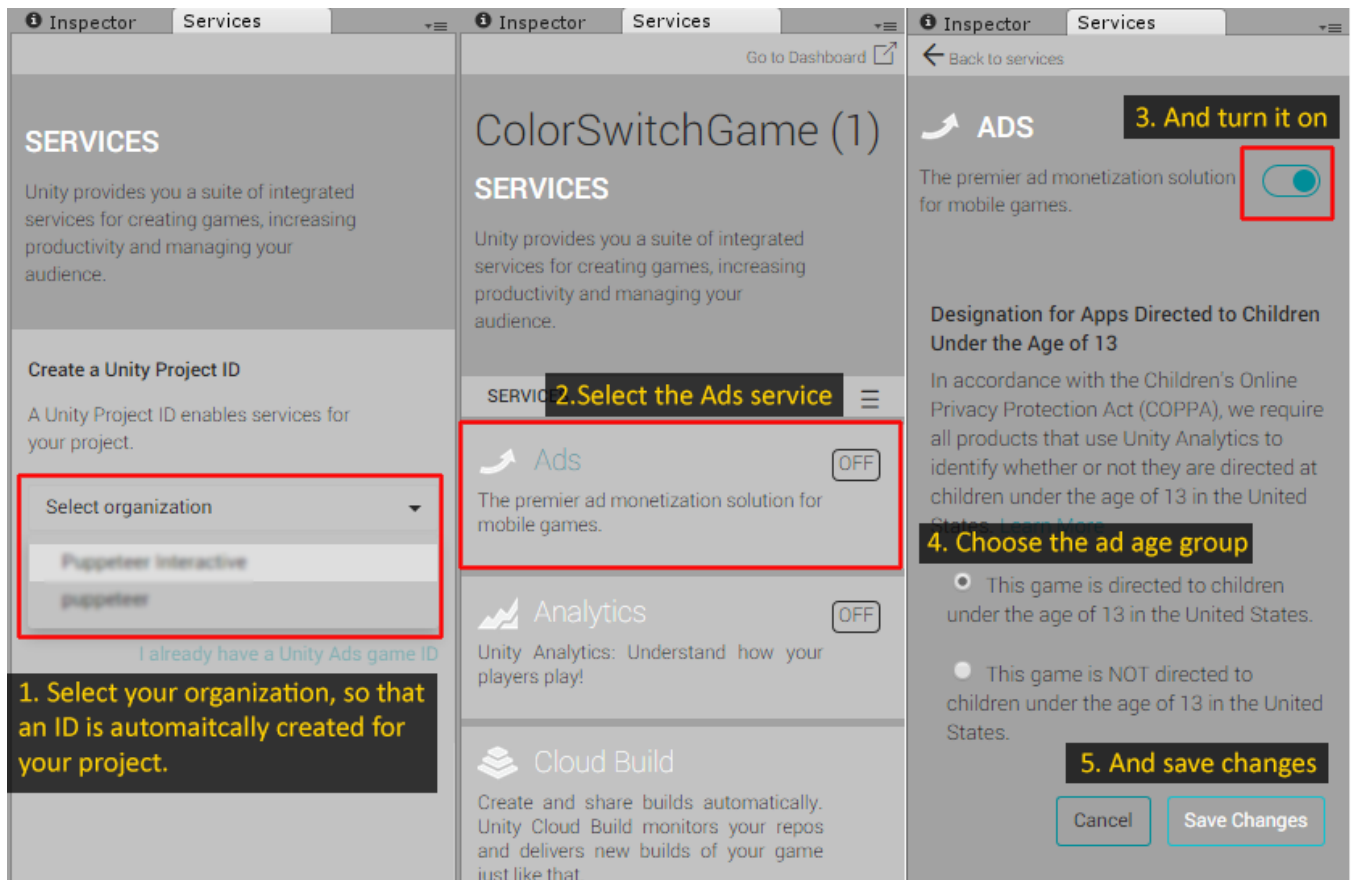 Inspector
Services
SERVICES
Unity provides you a suite of integrated
services for creating games, increasing
productivity and managing your
audience.
Create a Unity Project ID
A Unity Project ID enables services for
your project.
Select organization
Puppeteer Interactive
puppeteer
I already have a Unity Ads game ID
1. Select your organization, so that
an ID is automaitcally created for
your project.
Inspector
Services
Go to Dashboard
ColorSwitchGame (1)
SERVICES
Unity provides you a suite of integrated
services for creating games, increasing
productivity and managing your
audience.
2.Select the Ads service
Ads
OFF
The premier ad monetization solution for
mobile games.
Analytics
OFF
Unity Analytics: Understand how your
players play!
Cloud Build
Create and share builds automatically.
Unity Cloud Build monitors your repos
and delivers new builds of your game
just like that
Inspector
Services
Back to services
3. And turn it on
ADS
The premier ad monetization solution
for mobile games.
Designation for Apps Directed to Children
Under the Age of 13
In accordance with the Children's Online
Privacy Protection Act (COPPA), we require
all products that use Unity Analytics to
identify whether or not they are directed at
children under the age of 13 in the United
States. Learn More
4. Choose the ad age group
This game is directed to children
under the age of 13 in the United States.
This game is NOT directed to
children under the age of 13 in the United
States.
5. And save changes
Cancel
Save Changes